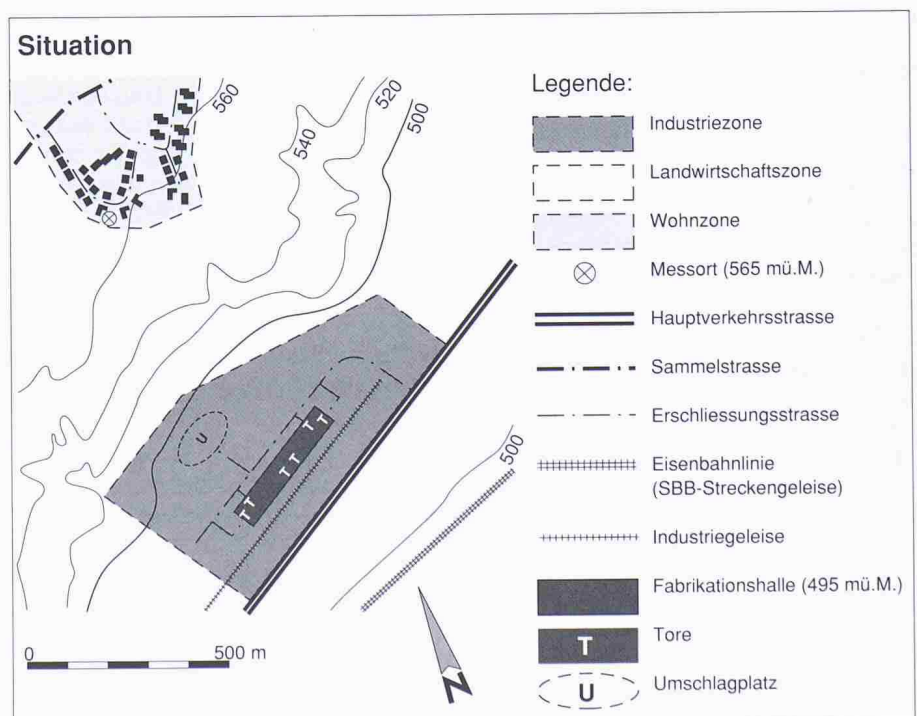 Situation
560
540
520
500
U
T T
T T
T
T
500
0 500 m
N
Legende:
Industriezone
Landwirtschaftszone
Wohnzone
Messort (565 mü.M.)
Hauptverkehrsstrasse
Sammelstrasse
Erschliessungsstrasse
Eisenbahnlinie
(SBB-Streckengeleise)
Industriegeleise
Fabrikationshalle (495 mü.M.)
T Tore
U Umschlagplatz